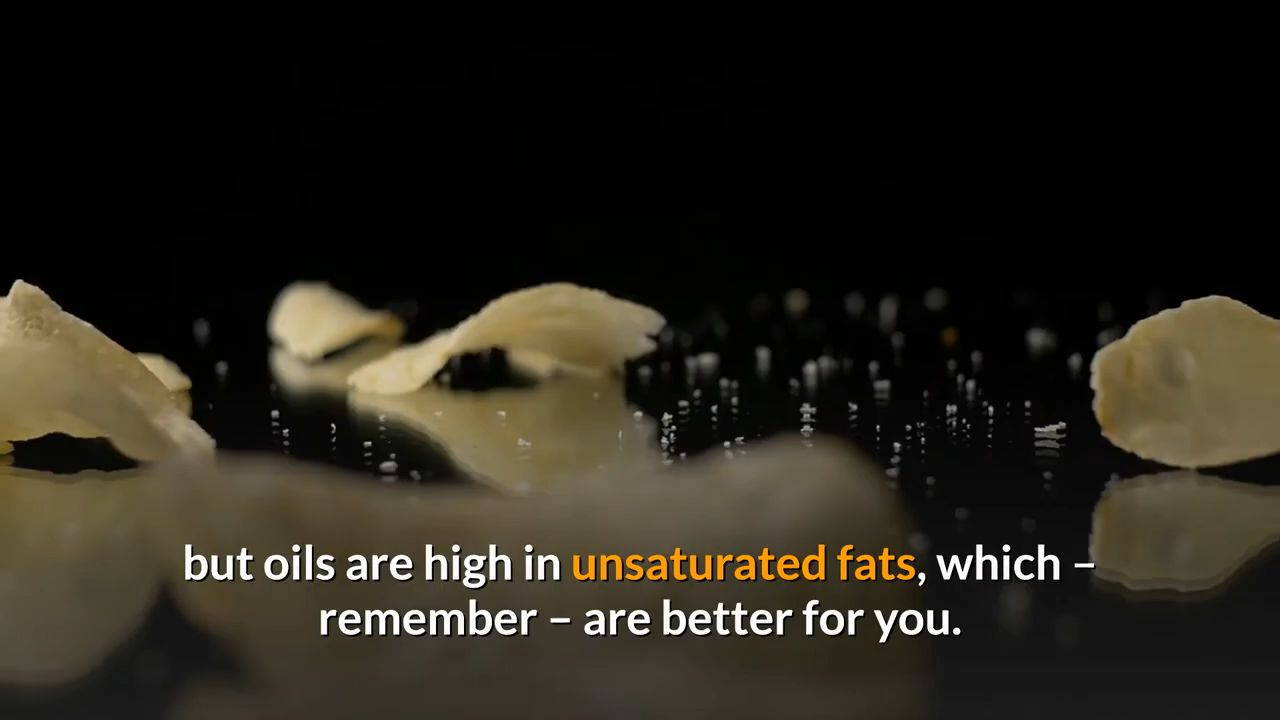 but oils are high in unsaturated fats, which –
remember – are better for you.